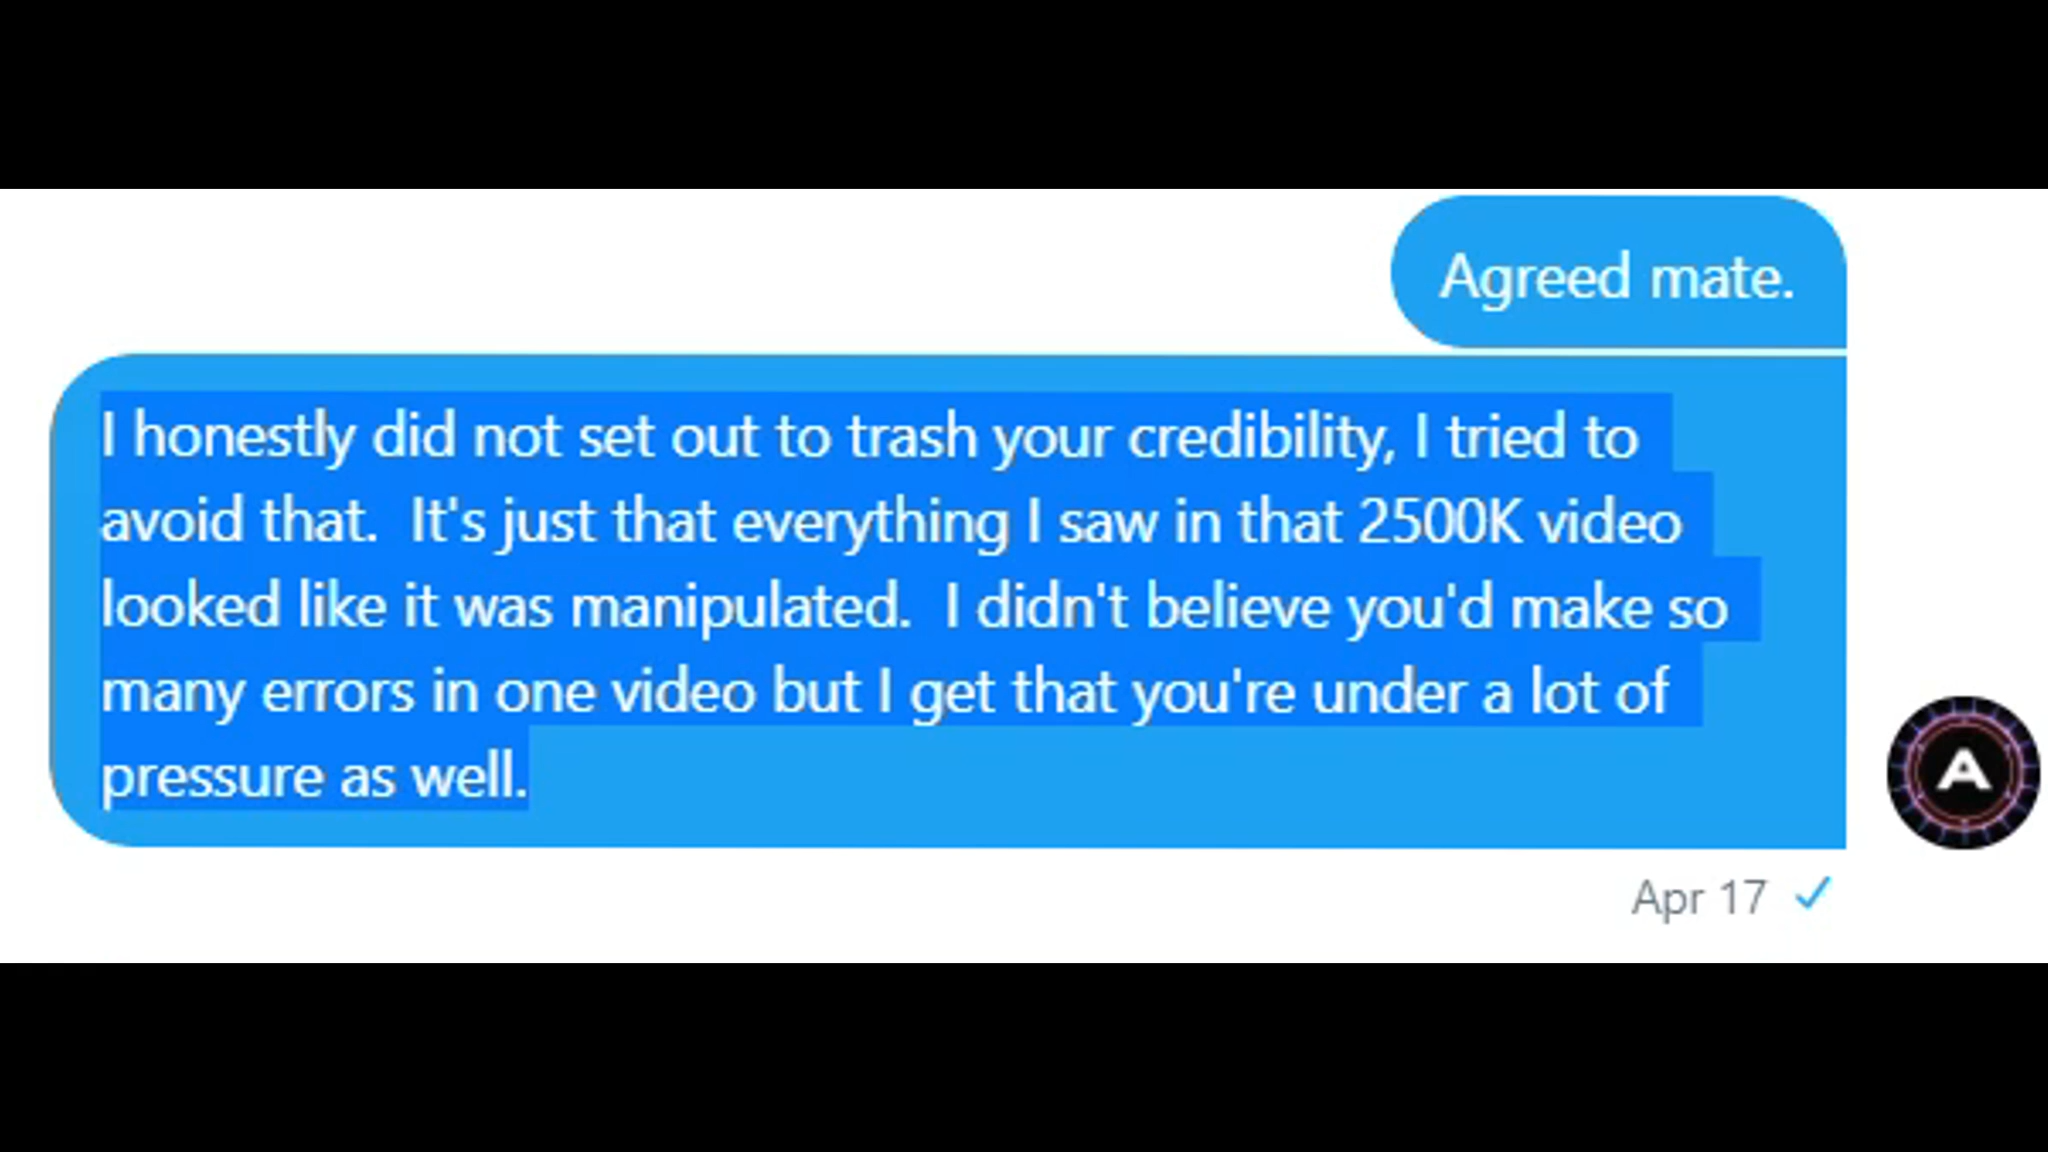 Agreed mate.
I honestly did not set out to trash your credibility, I tried to
avoid that.  It's just that everything I saw in that 2500K video
looked like it was manipulated.  I didn't believe you'd make so
many errors in one video but I get that you're under a lot of
pressure as well.
A
Apr 17